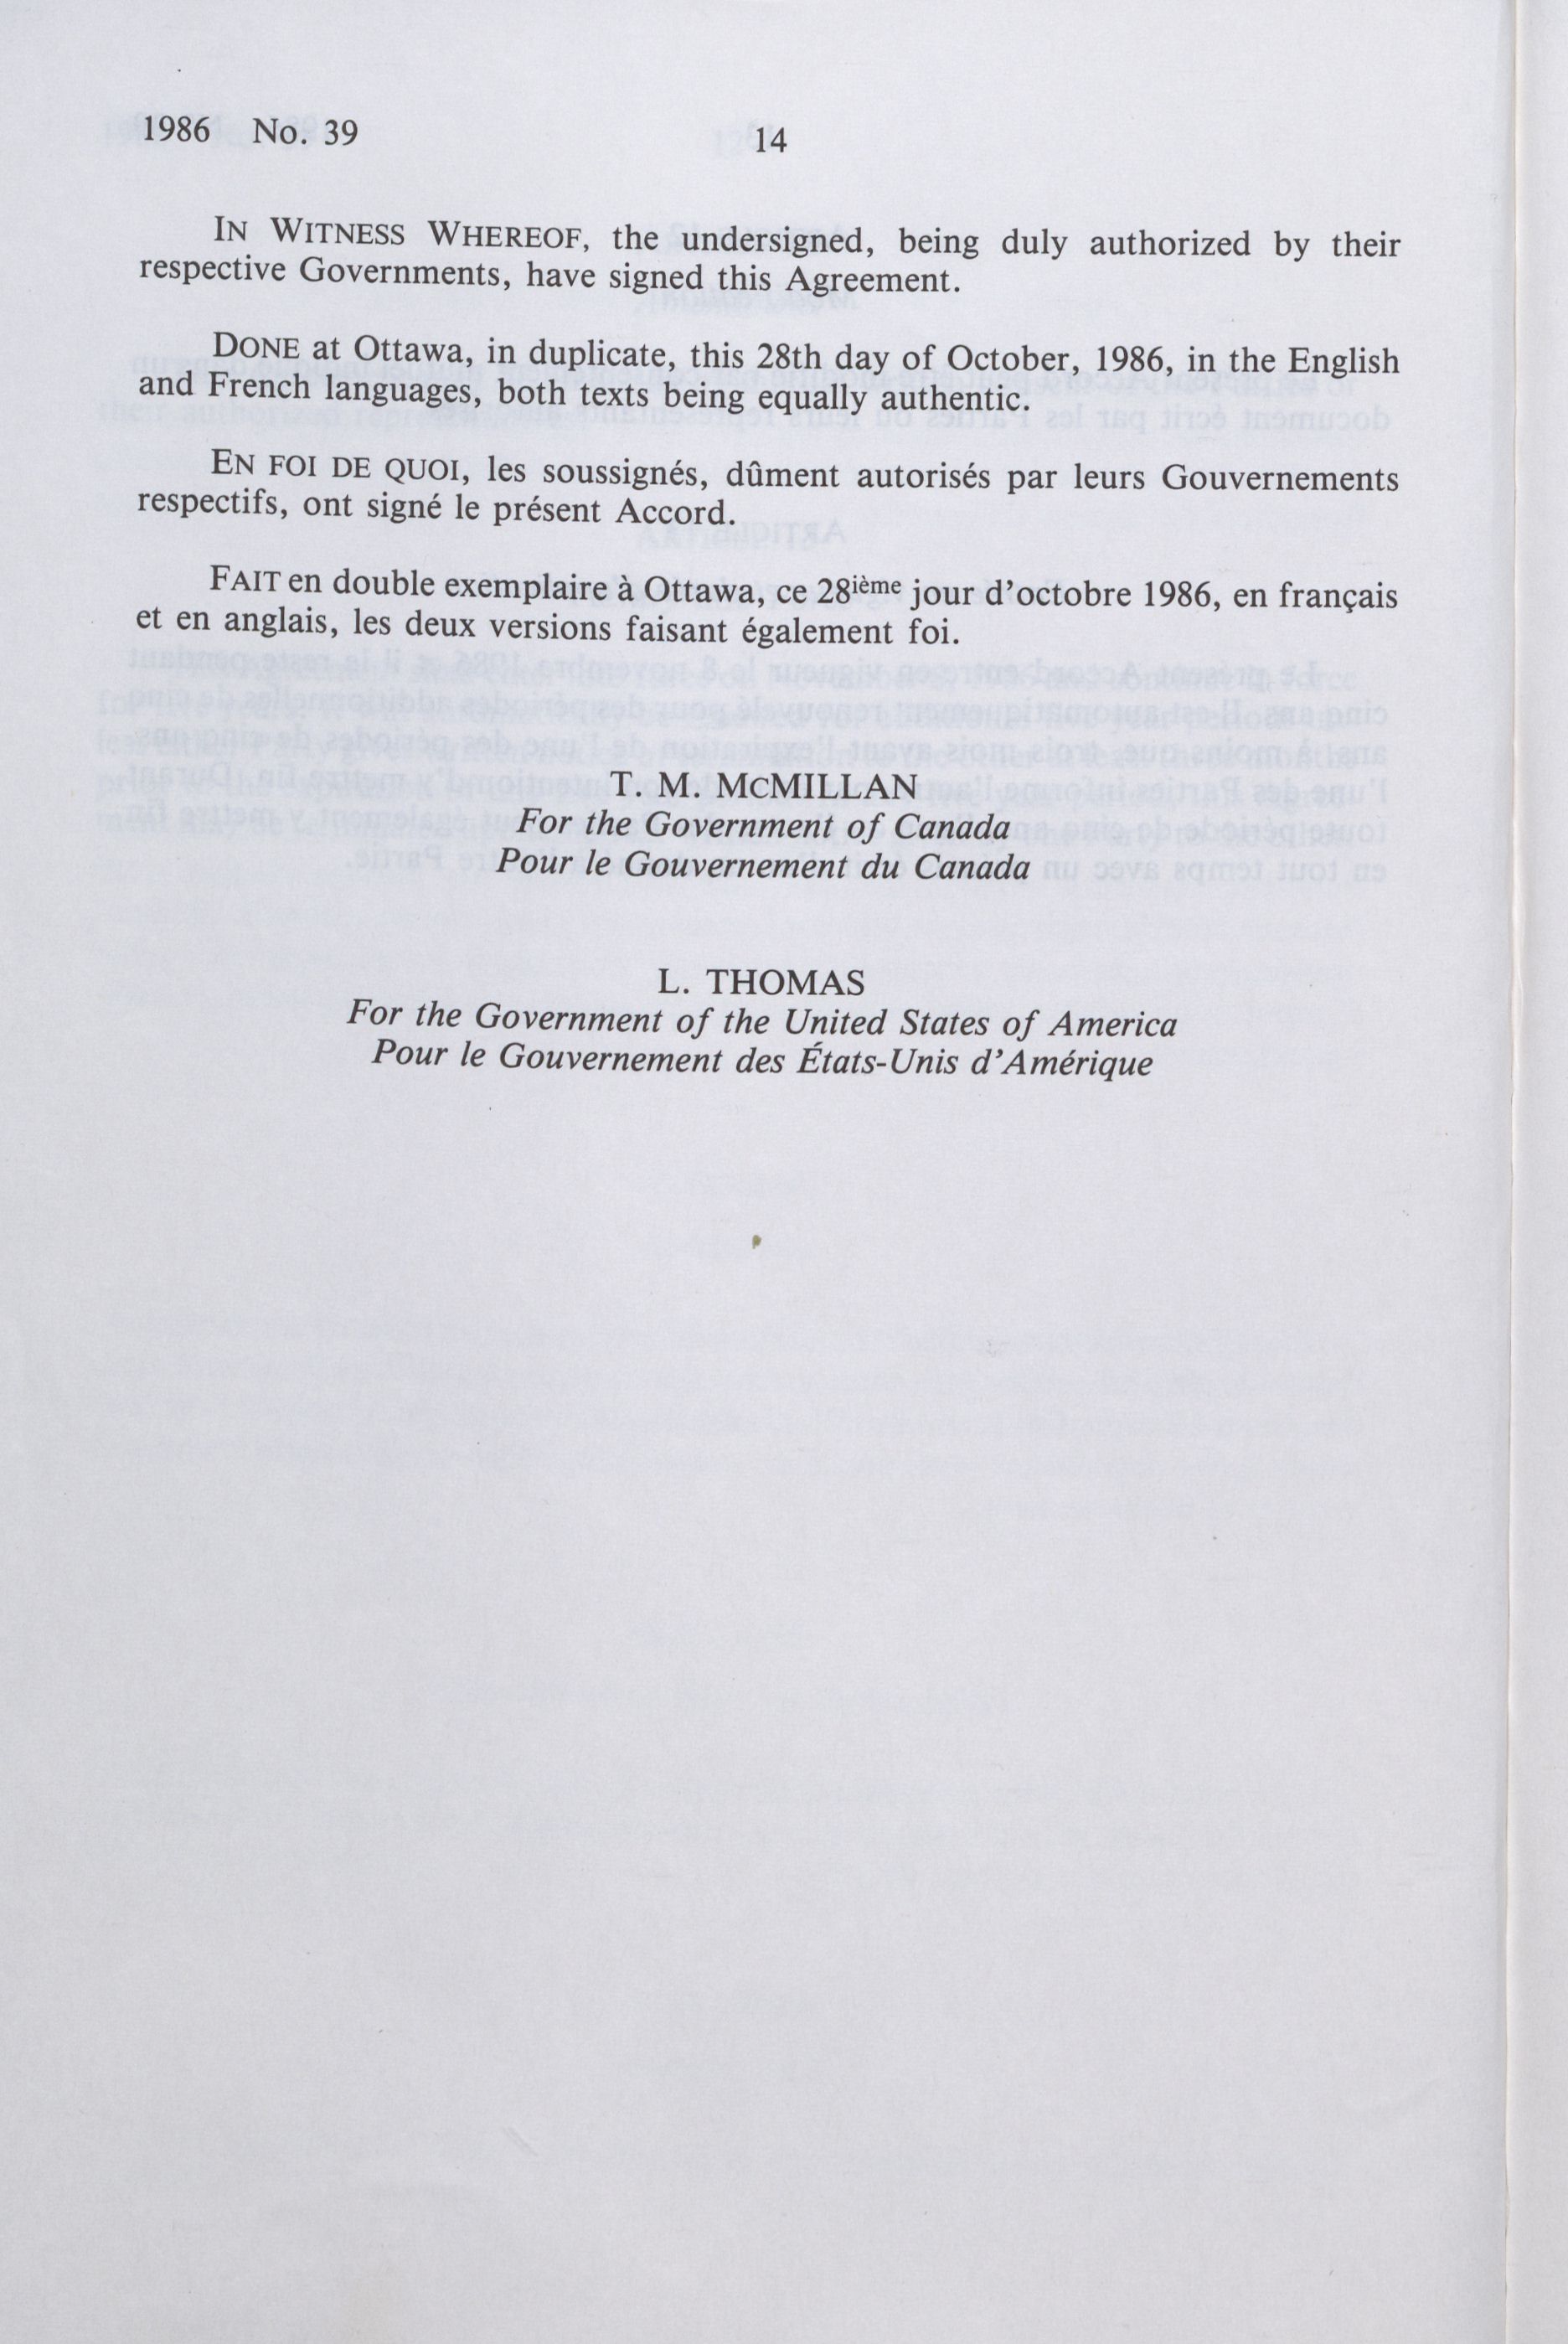 1986 No. 39
14
IN WITNESS WHEREOF, the undersigned, being duly authorized by their
respective Governments, have signed this Agreement.
DONE at Ottawa, in duplicate, this 28th day of October, 1986, in the English
and French languages, both texts being equally authentic.
EN FOI DE QUOI, les soussignés, dûment autorisés par leurs Gouvernements
respectifs, ont signé le présent Accord.
FAIT en double exemplaire à Ottawa, ce 28ième jour d'octobre 1986, en français
et en anglais, les deux versions faisant également foi.
T. M. McMILLAN
For the Government of Canada
Pour le Gouvernement du Canada
L. THOMAS
For the Government of the United States of America
Pour le Gouvernement des États-Unis d'Amérique